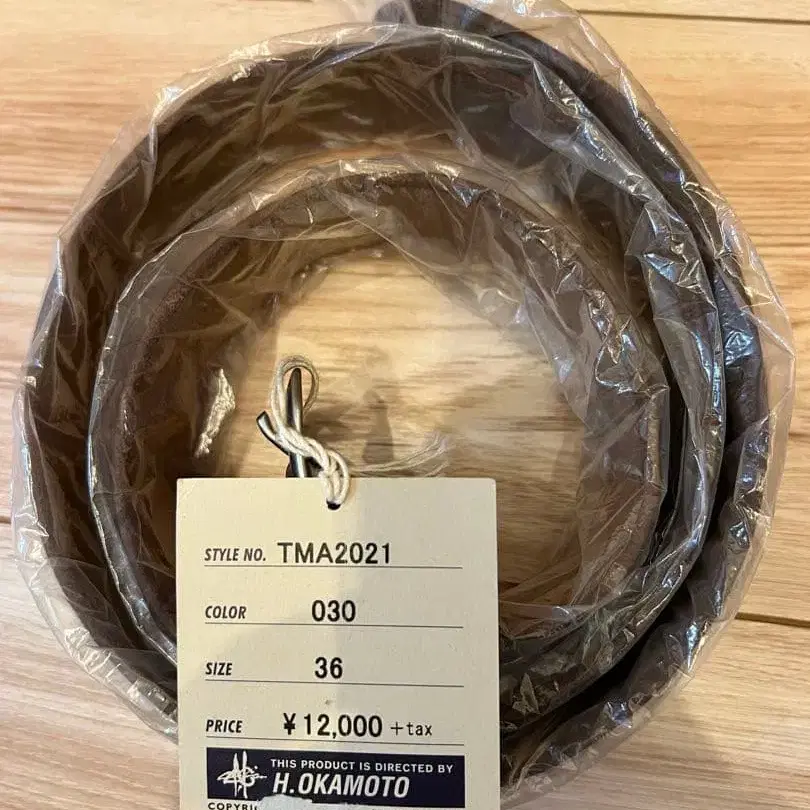 STYLE NO. TMA2021
COLOR 030
SIZE 36
PRICE ¥12,000 +tax
THIS PRODUCT IS DIRECTED BY
H.OKAMOTO